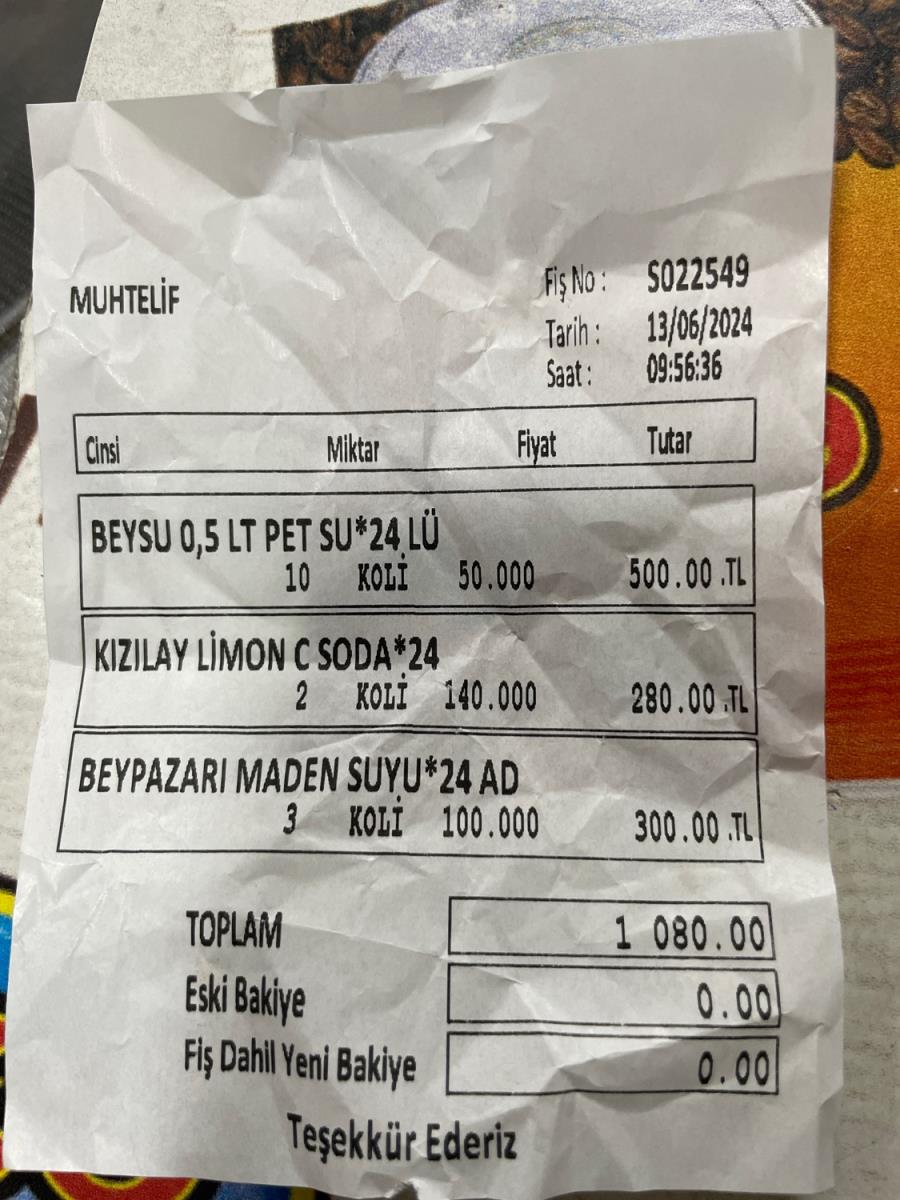 MUHTELİF
Fiş No : S022549
Tarih : 13/06/2024
Saat : 09:56:36
Cinsi Miktar Fiyat Tutar
BEYSU 0,5 LT PET SU*24 LÜ
10 KOLİ 50.000 500.00 .TL
KIZILAY LİMON C SODA*24
2 KOLİ 140.000 280.00 .TL
BEYPAZARI MADEN SUYU*24 AD
3 KOLİ 100.000 300.00 .TL
TOPLAM 1 080.00
Eski Bakiye 0.00
Fiş Dahil Yeni Bakiye 0.00
Teşekkür Ederiz